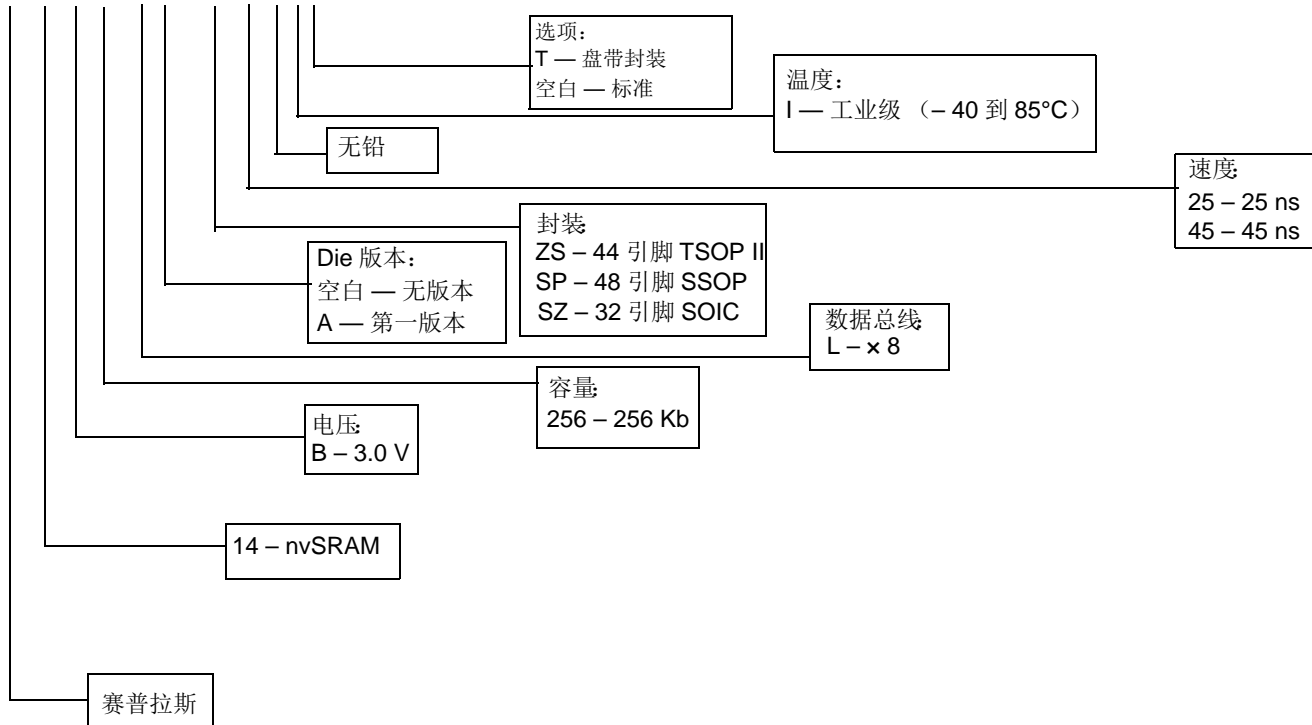 选项：
T — 盘带封装
空白 — 标准
温度：
I — 工业级 （– 40 到 85°C）
无铅
速度:
25 – 25 ns
45 – 45 ns
封装:
ZS – 44 引脚 TSOP II
SP – 48 引脚 SSOP
SZ – 32 引脚 SOIC
Die 版本：
空白 — 无版本
A — 第一版本
数据总线:
L – × 8
容量:
256 – 256 Kb
电压:
B – 3.0 V
14 – nvSRAM
赛普拉斯